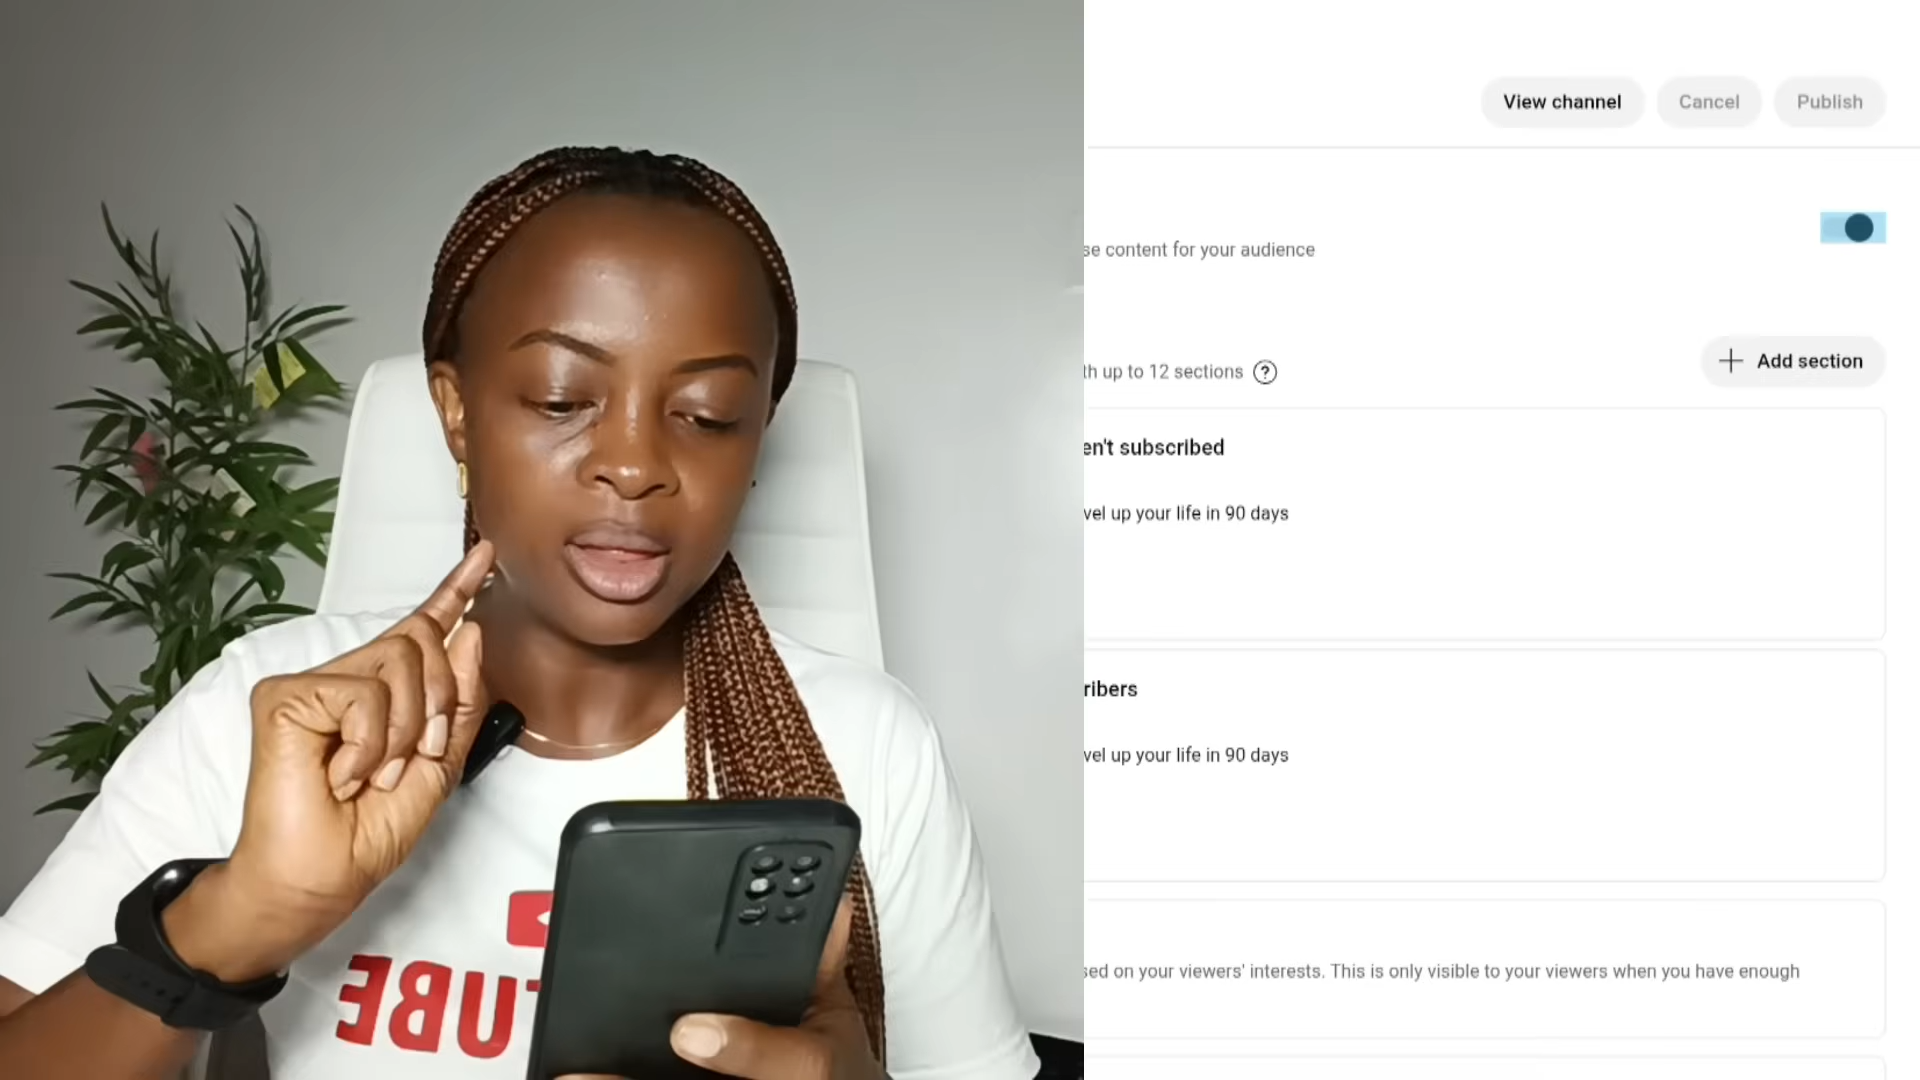 View channel Cancel Publish
se content for your audience
th up to 12 sections ?
+ Add section
en't subscribed
vel up your life in 90 days
ribers
vel up your life in 90 days
sed on your viewers' interests. This is only visible to your viewers when you have enough
TUBE